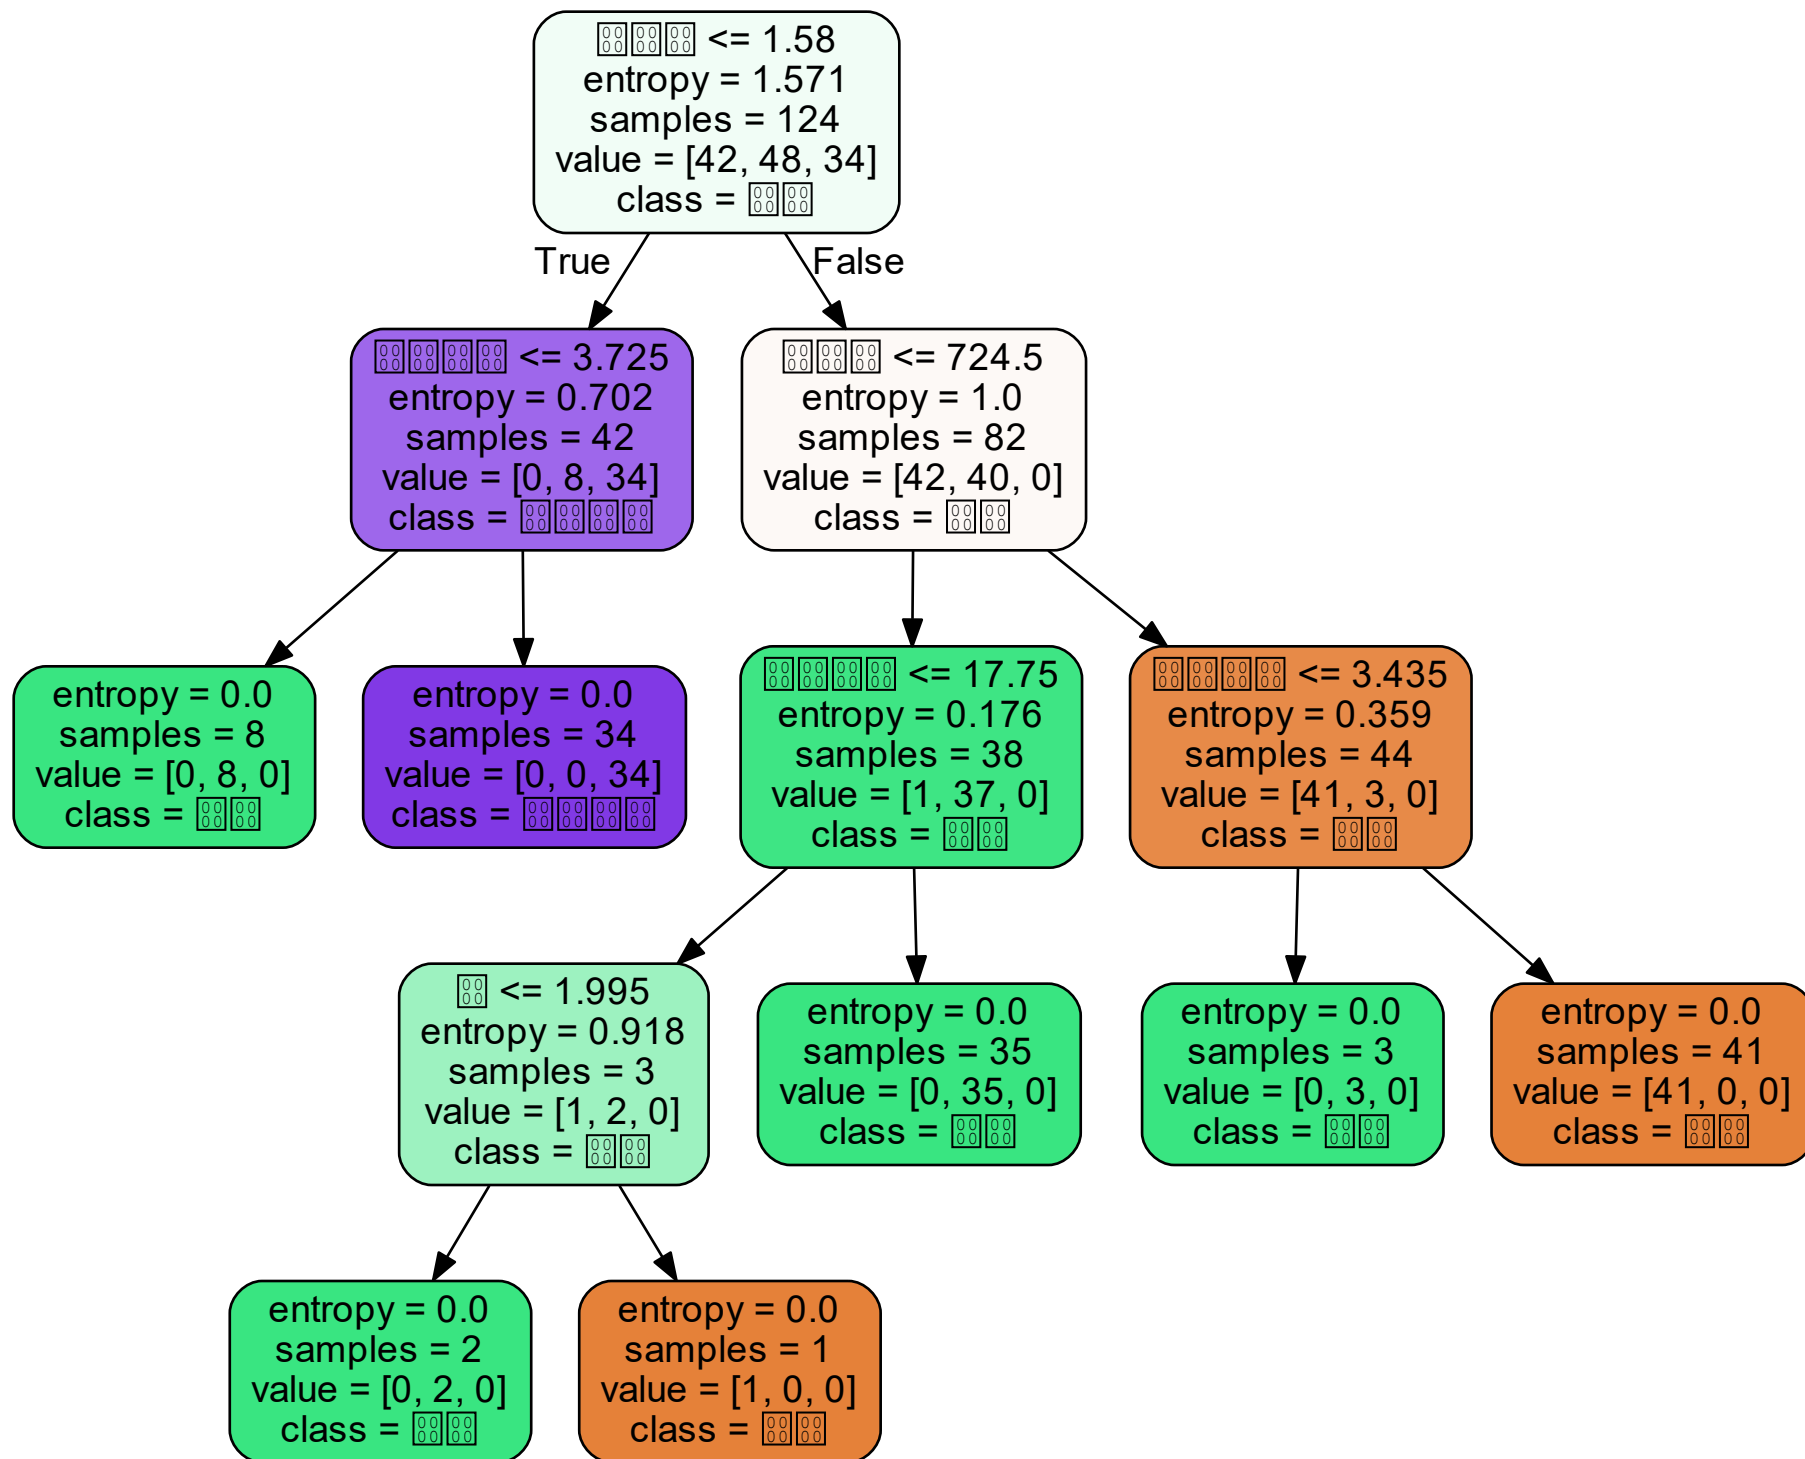 <= 1.58
entropy = 1.571
samples = 124
value = [42, 48, 34]
class =
True
False
<= 3.725
entropy = 0.702
samples = 42
value = [0, 8, 34]
class =
<= 724.5
entropy = 1.0
samples = 82
value = [42, 40, 0]
class =
entropy = 0.0
samples = 8
value = [0, 8, 0]
class =
entropy = 0.0
samples = 34
value = [0, 0, 34]
class =
<= 17.75
entropy = 0.176
samples = 38
value = [1, 37, 0]
class =
<= 3.435
entropy = 0.359
samples = 44
value = [41, 3, 0]
class =
<= 1.995
entropy = 0.918
samples = 3
value = [1, 2, 0]
class =
entropy = 0.0
samples = 35
value = [0, 35, 0]
class =
entropy = 0.0
samples = 3
value = [0, 3, 0]
class =
entropy = 0.0
samples = 41
value = [41, 0, 0]
class =
entropy = 0.0
samples = 2
value = [0, 2, 0]
class =
entropy = 0.0
samples = 1
value = [1, 0, 0]
class =